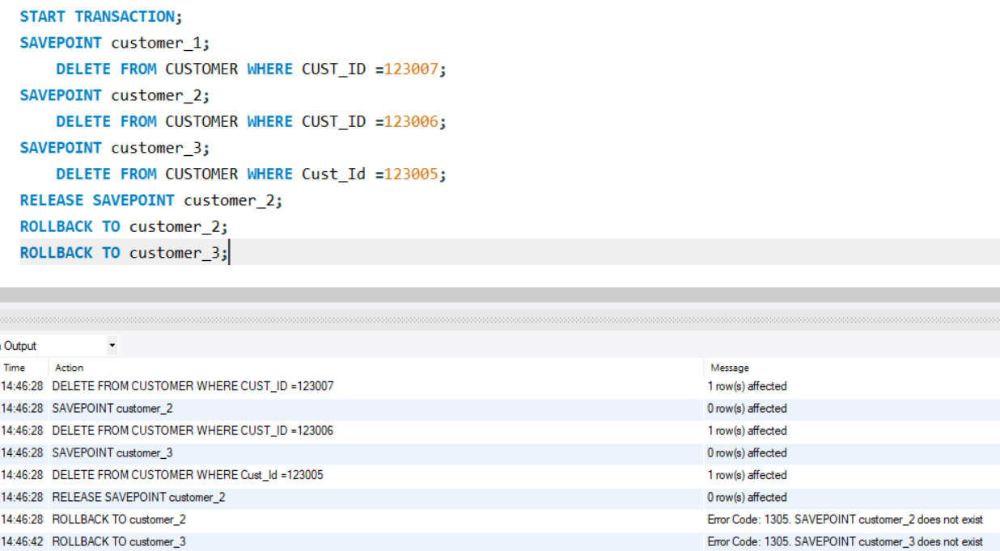 START TRANSACTION;
SAVEPOINT customer_1;
DELETE FROM CUSTOMER WHERE CUST_ID =123007;
SAVEPOINT customer_2;
DELETE FROM CUSTOMER WHERE CUST_ID =123006;
SAVEPOINT customer_3;
DELETE FROM CUSTOMER WHERE Cust_Id =123005;
RELEASE SAVEPOINT customer_2;
ROLLBACK TO customer_2;
ROLLBACK TO customer_3;
Output
Time Action Message
14:46:28 DELETE FROM CUSTOMER WHERE CUST_ID =123007 1 row(s) affected
14:46:28 SAVEPOINT customer_2 0 row(s) affected
14:46:28 DELETE FROM CUSTOMER WHERE CUST_ID =123006 1 row(s) affected
14:46:28 SAVEPOINT customer_3 0 row(s) affected
14:46:28 DELETE FROM CUSTOMER WHERE Cust_Id =123005 1 row(s) affected
14:46:28 RELEASE SAVEPOINT customer_2 0 row(s) affected
14:46:28 ROLLBACK TO customer_2 Error Code: 1305. SAVEPOINT customer_2 does not exist
14:46:42 ROLLBACK TO customer_3 Error Code: 1305. SAVEPOINT customer_3 does not exist